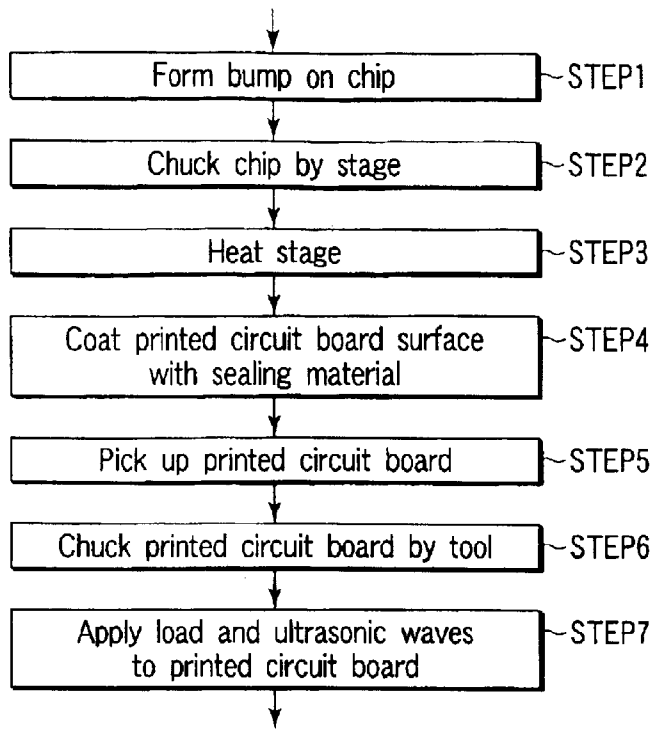 Form bump on chip STEP1
Chuck chip by stage STEP2
Heat stage STEP3
Coat printed circuit board surface STEP4
with sealing material
Pick up printed circuit board STEP5
Chuck printed circuit board by tool STEP6
Apply load and ultrasonic waves STEP7
to printed circuit board